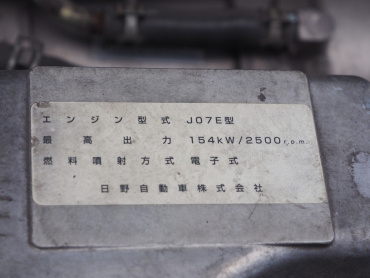 エンジン型式 J07E型
最高出力 154kW/2500r.p.m.
燃料噴射方式 電子式
日野自動車株式会社